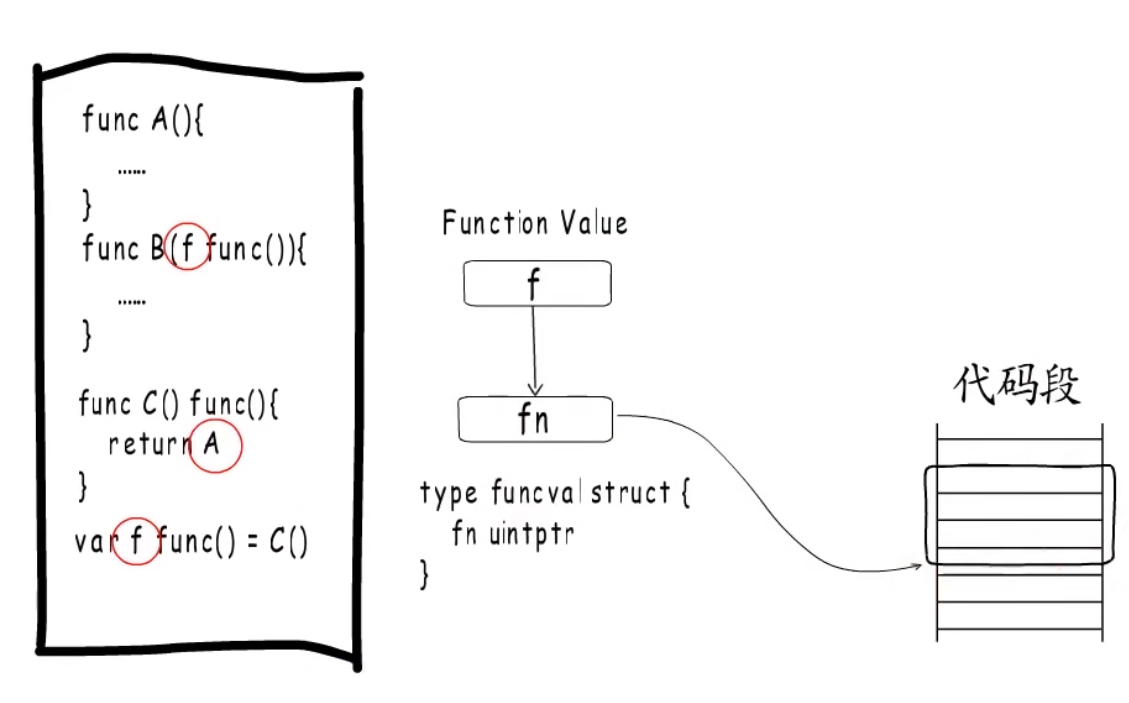 func A(){
……
}
func B(f func()){
……
}
func C() func(){
return A
}
var f func() = C()
Function Value
f
fn
type funcval struct {
fn uintptr
}
代码段